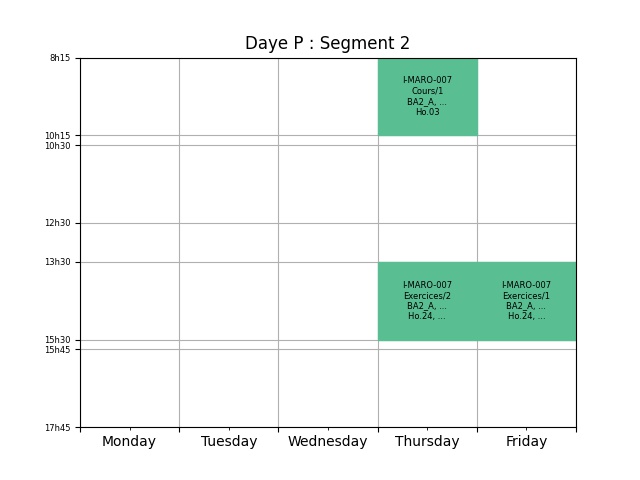 Daye P : Segment 2
8h15
I-MARO-007
Cours/1
BA2_A, ...
Ho.03
10h15
10h30
12h30
13h30
I-MARO-007
Exercices/2
BA2_A, ...
Ho.24, ...
I-MARO-007
Exercices/1
BA2_A, ...
Ho.24, ...
15h30
15h45
17h45
Monday Tuesday Wednesday Thursday Friday